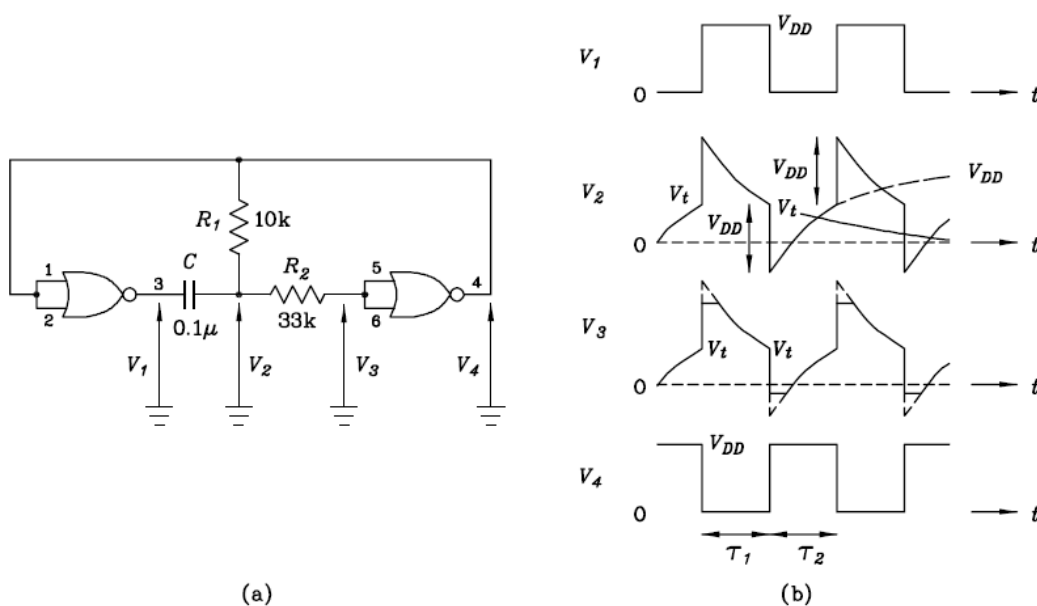 R1 10k
1 C R2 5
3 4
2 6
0.1μ 33k
V1 V2 V3 V4
(a)
V1 VDD
0 t
V2 Vt VDD VDD Vt VDD
0 t
V3 Vt Vt
0 t
V4 VDD
0 t
τ1 τ2
(b)